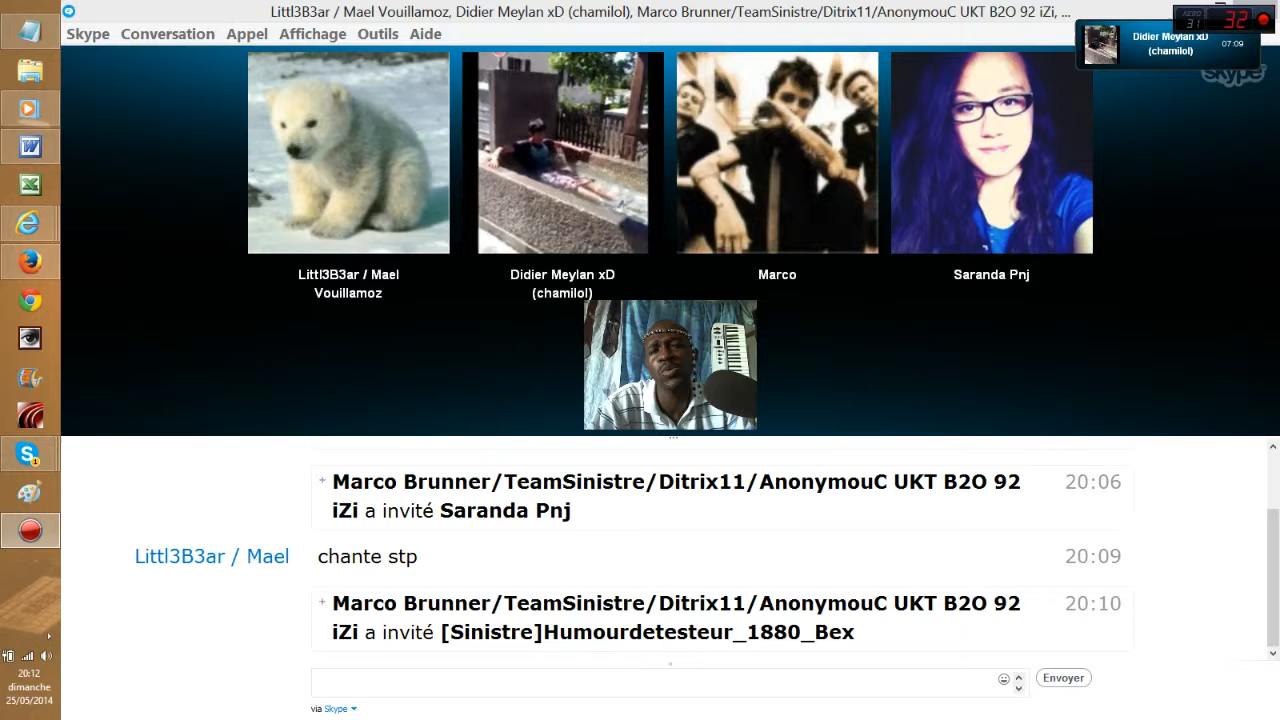 Littl3B3ar / Mael Vouillamoz, Didier Meylan xD (chamilol), Marco Brunner/TeamSinistre/Ditrix11/AnonymouC UKT B2O 92 iZi, ...
AERO
31
32
Skype Conversation Appel Affichage Outils Aide
Didier Meylan xD
(chamilol)
07:09
skype
Littl3B3ar / Mael
Vouillamoz
Didier Meylan xD
(chamilol)
Marco
Saranda Pnj
Marco Brunner/TeamSinistre/Ditrix11/AnonymouC UKT B2O 92
iZi a invité Saranda Pnj
20:06
Littl3B3ar / Mael
chante stp
20:09
Marco Brunner/TeamSinistre/Ditrix11/AnonymouC UKT B2O 92
iZi a invité [Sinistre]Humourdetesteur_1880_Bex
20:10
Envoyer
via Skype
20:12
dimanche
25/05/2014